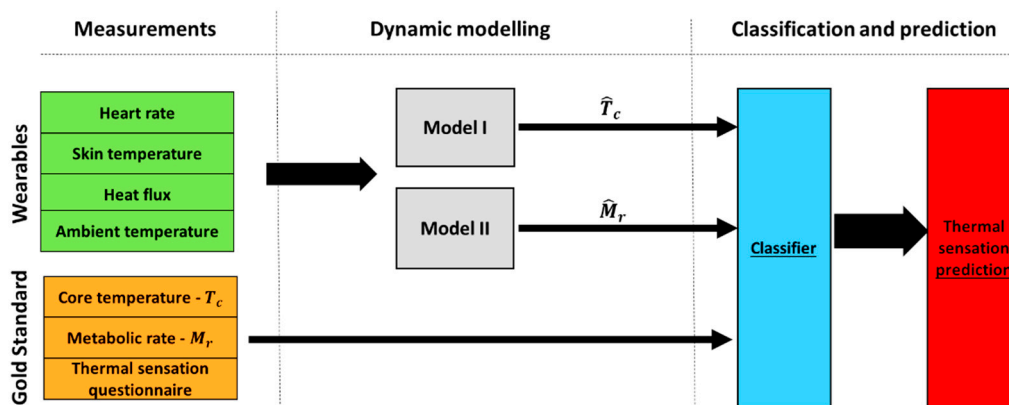 Measurements
Dynamic modelling
Classification and prediction
Wearables
Heart rate
Skin temperature
Heat flux
Ambient temperature
Model I
Model II
T̂c
M̂r
Classifier
Thermal
sensation
prediction
Gold Standard
Core temperature - Tc
Metabolic rate - Mr
Thermal sensation
questionnaire